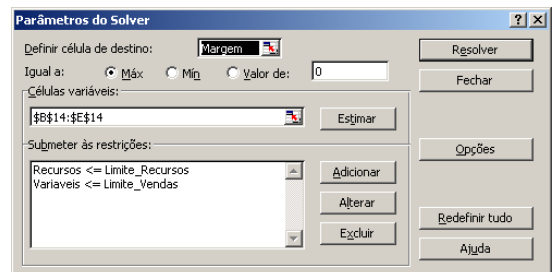 Parâmetros do Solver
Definir célula de destino: Margem
Resolver
Igual a: Máx Mín Valor de: 0
Fechar
Células variáveis:
$B$14:$E$14
Estimar
Submeter às restrições:
Opções
Recursos <= Limite_Recursos
Variaveis <= Limite_Vendas
Adicionar
Alterar
Excluir
Redefinir tudo
Ajuda